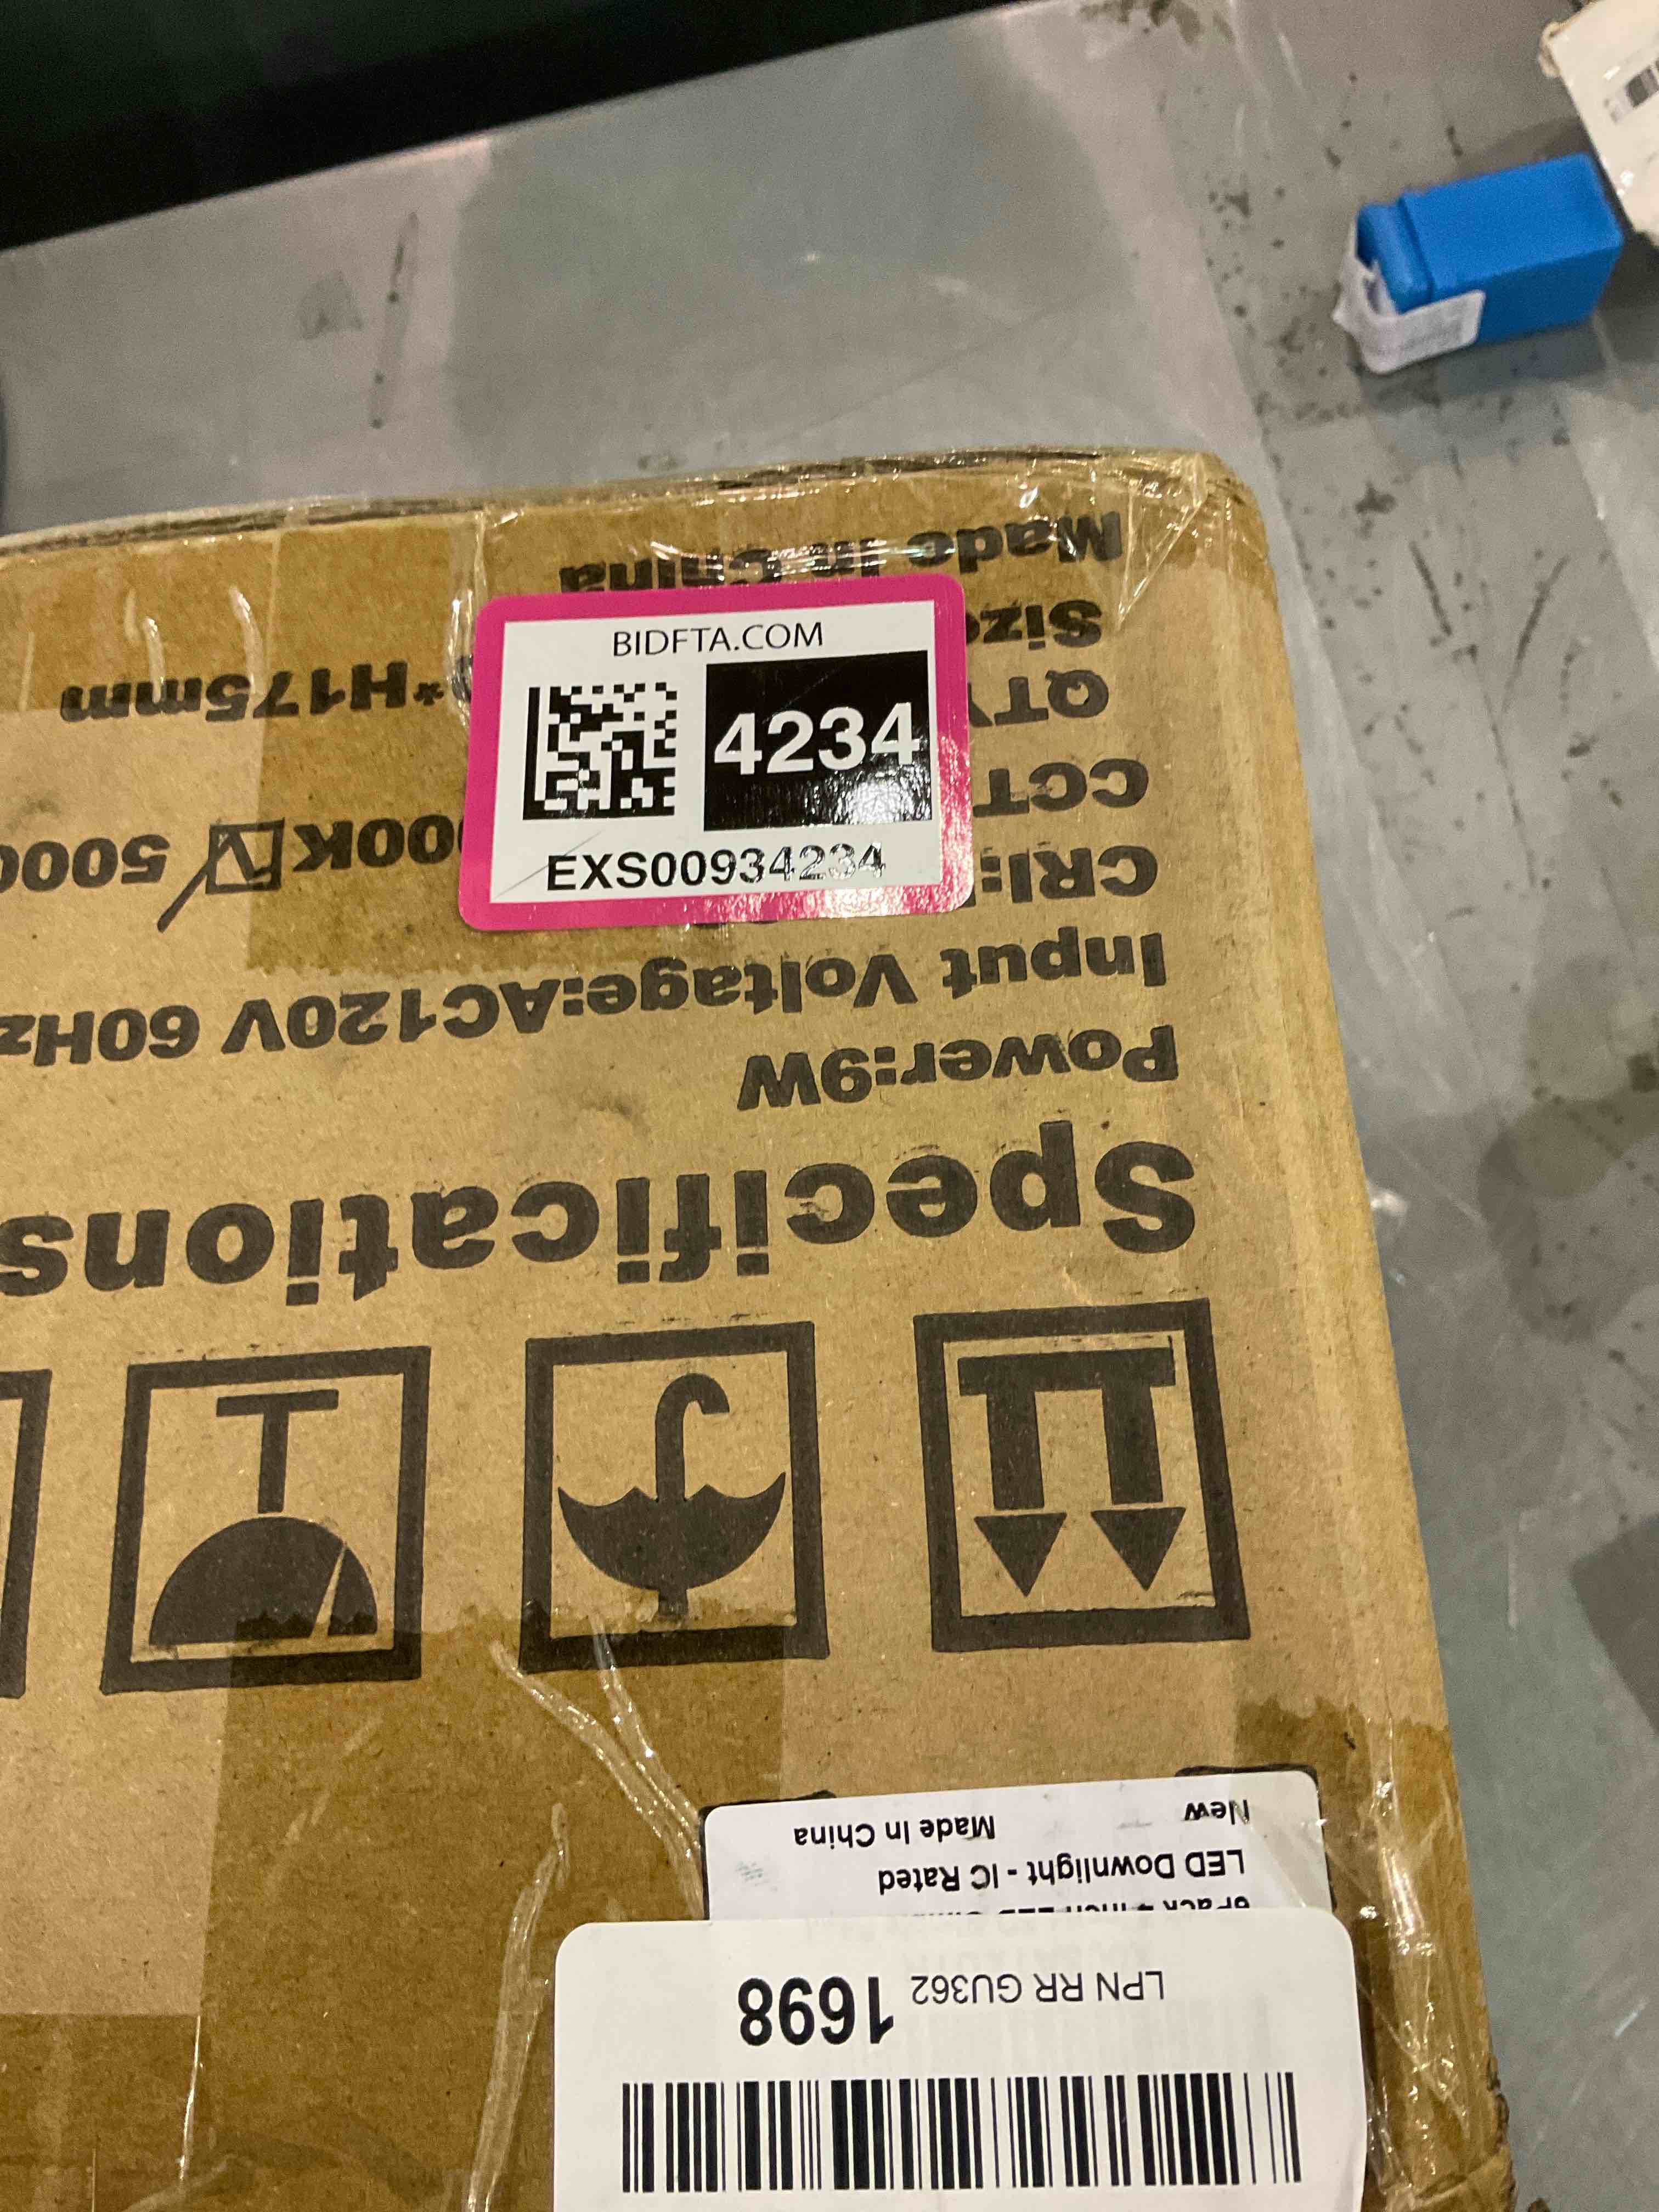 BIDFTA.COM
4234
EXS00934234
Specifications
Power:9W
Input Voltage:AC120V 60Hz
CRI:
CCT 00K 500
QTY
Size *H175mm
Made in China
LED Downlight - IC Rated
New Made In China
LPN RR GU362 1698